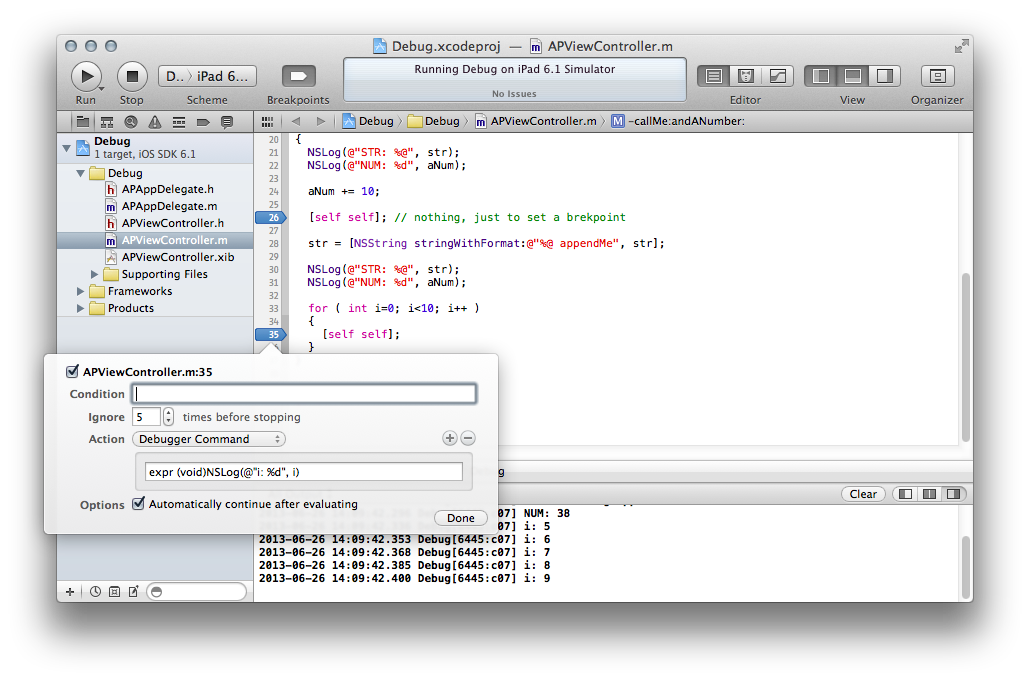 Debug.xcodeproj — APViewController.m
D.. › iPad 6...
Running Debug on iPad 6.1 Simulator
No Issues
Run Stop Scheme Breakpoints Editor View Organizer
Debug › Debug › APViewController.m › M -callMe:andANumber:
Debug
1 target, iOS SDK 6.1
Debug
h APAppDelegate.h
m APAppDelegate.m
h APViewController.h
m APViewController.m
APViewController.xib
Supporting Files
Frameworks
Products
20 {
21 NSLog(@"STR: %@", str);
22 NSLog(@"NUM: %d", aNum);
23
24 aNum += 10;
25
26 [self self]; // nothing, just to set a brekpoint
27
28 str = [NSString stringWithFormat:@"%@ appendMe", str];
29
30 NSLog(@"STR: %@", str);
31 NSLog(@"NUM: %d", aNum);
32
33 for ( int i=0; i<10; i++ )
34 {
35 [self self];
}
APViewController.m:35
Condition
Ignore 5 times before stopping
Action Debugger Command
expr (void)NSLog(@"i: %d", i)
Options Automatically continue after evaluating
Done
Clear
07] NUM: 38
07] i: 5
2013-06-26 14:09:42.353 Debug[6445:c07] i: 6
2013-06-26 14:09:42.368 Debug[6445:c07] i: 7
2013-06-26 14:09:42.385 Debug[6445:c07] i: 8
2013-06-26 14:09:42.400 Debug[6445:c07] i: 9